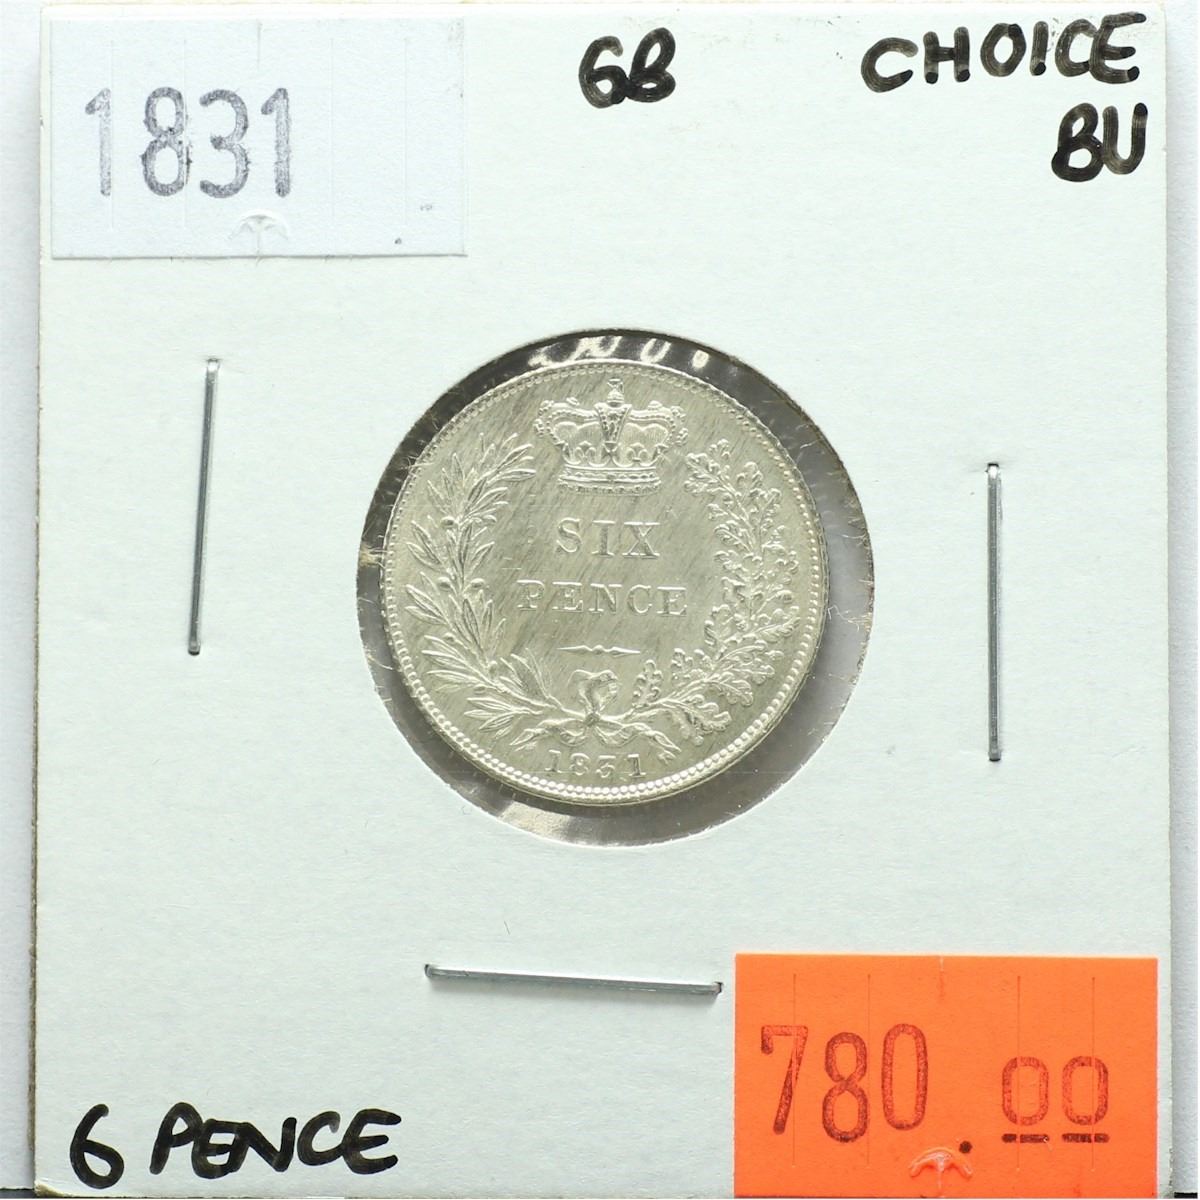 1831
GB
CHOICE
BU
SIX
PENCE
1831
6 PENCE
780.00